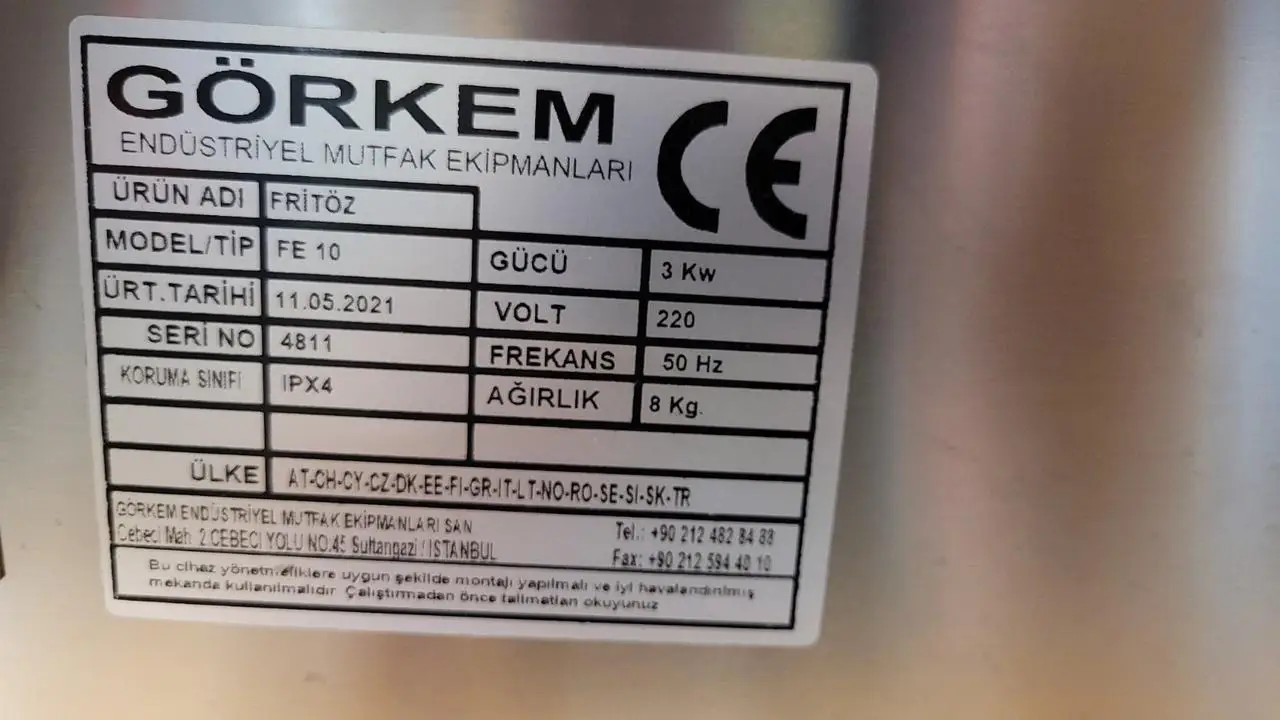 GÖRKEM
ENDÜSTRİYEL MUTFAK EKİPMANLARI
CE
ÜRÜN ADI FRİTÖZ
MODEL/TİP FE 10 GÜCÜ 3 Kw
ÜRT.TARİHİ 11.05.2021 VOLT 220
SERİ NO 4811 FREKANS 50 Hz
KORUMA SINIFI IPX4 AĞIRLIK 8 Kg.
ÜLKE AT-CH-CY-CZ-DK-EE-FI-GR-IT-LT-NO-RO-SE-SI-SK-TR
GÖRKEM ENDÜSTRİYEL MUTFAK EKİPMANLARI SAN Tel.: +90 212 482 84 88
Cebeci Mah. 2.CEBECİ YOLU NO:45 Sultangazi / İSTANBUL Fax: +90 212 594 40 10
Bu cihaz yönetmeliklere uygun şekilde montajı yapılmalı ve iyi havalandırılmış
mekanda kullanılmalıdır. Çalıştırmadan önce talimatları okuyunuz